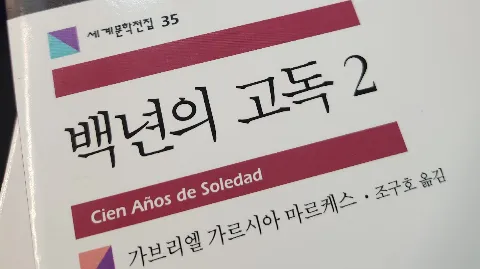 세계문학전집 35
백년의 고독 2
Cien Años de Soledad
가브리엘 가르시아 마르케스 · 조구호 옮김